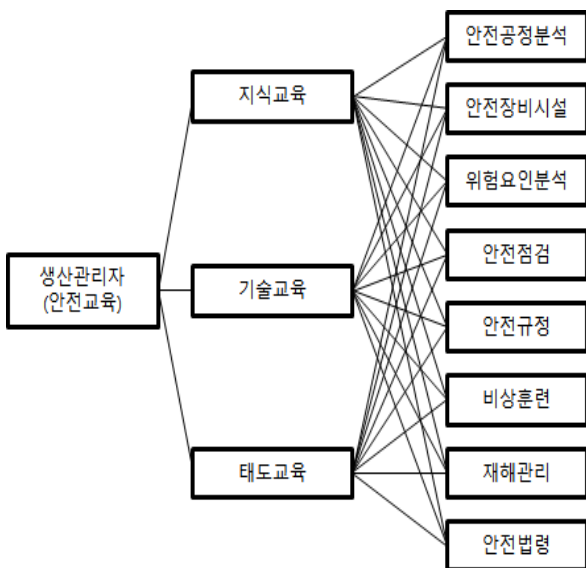 생산관리자
(안전교육)
지식교육
기술교육
태도교육
안전공정분석
안전장비시설
위험요인분석
안전점검
안전규정
비상훈련
재해관리
안전법령